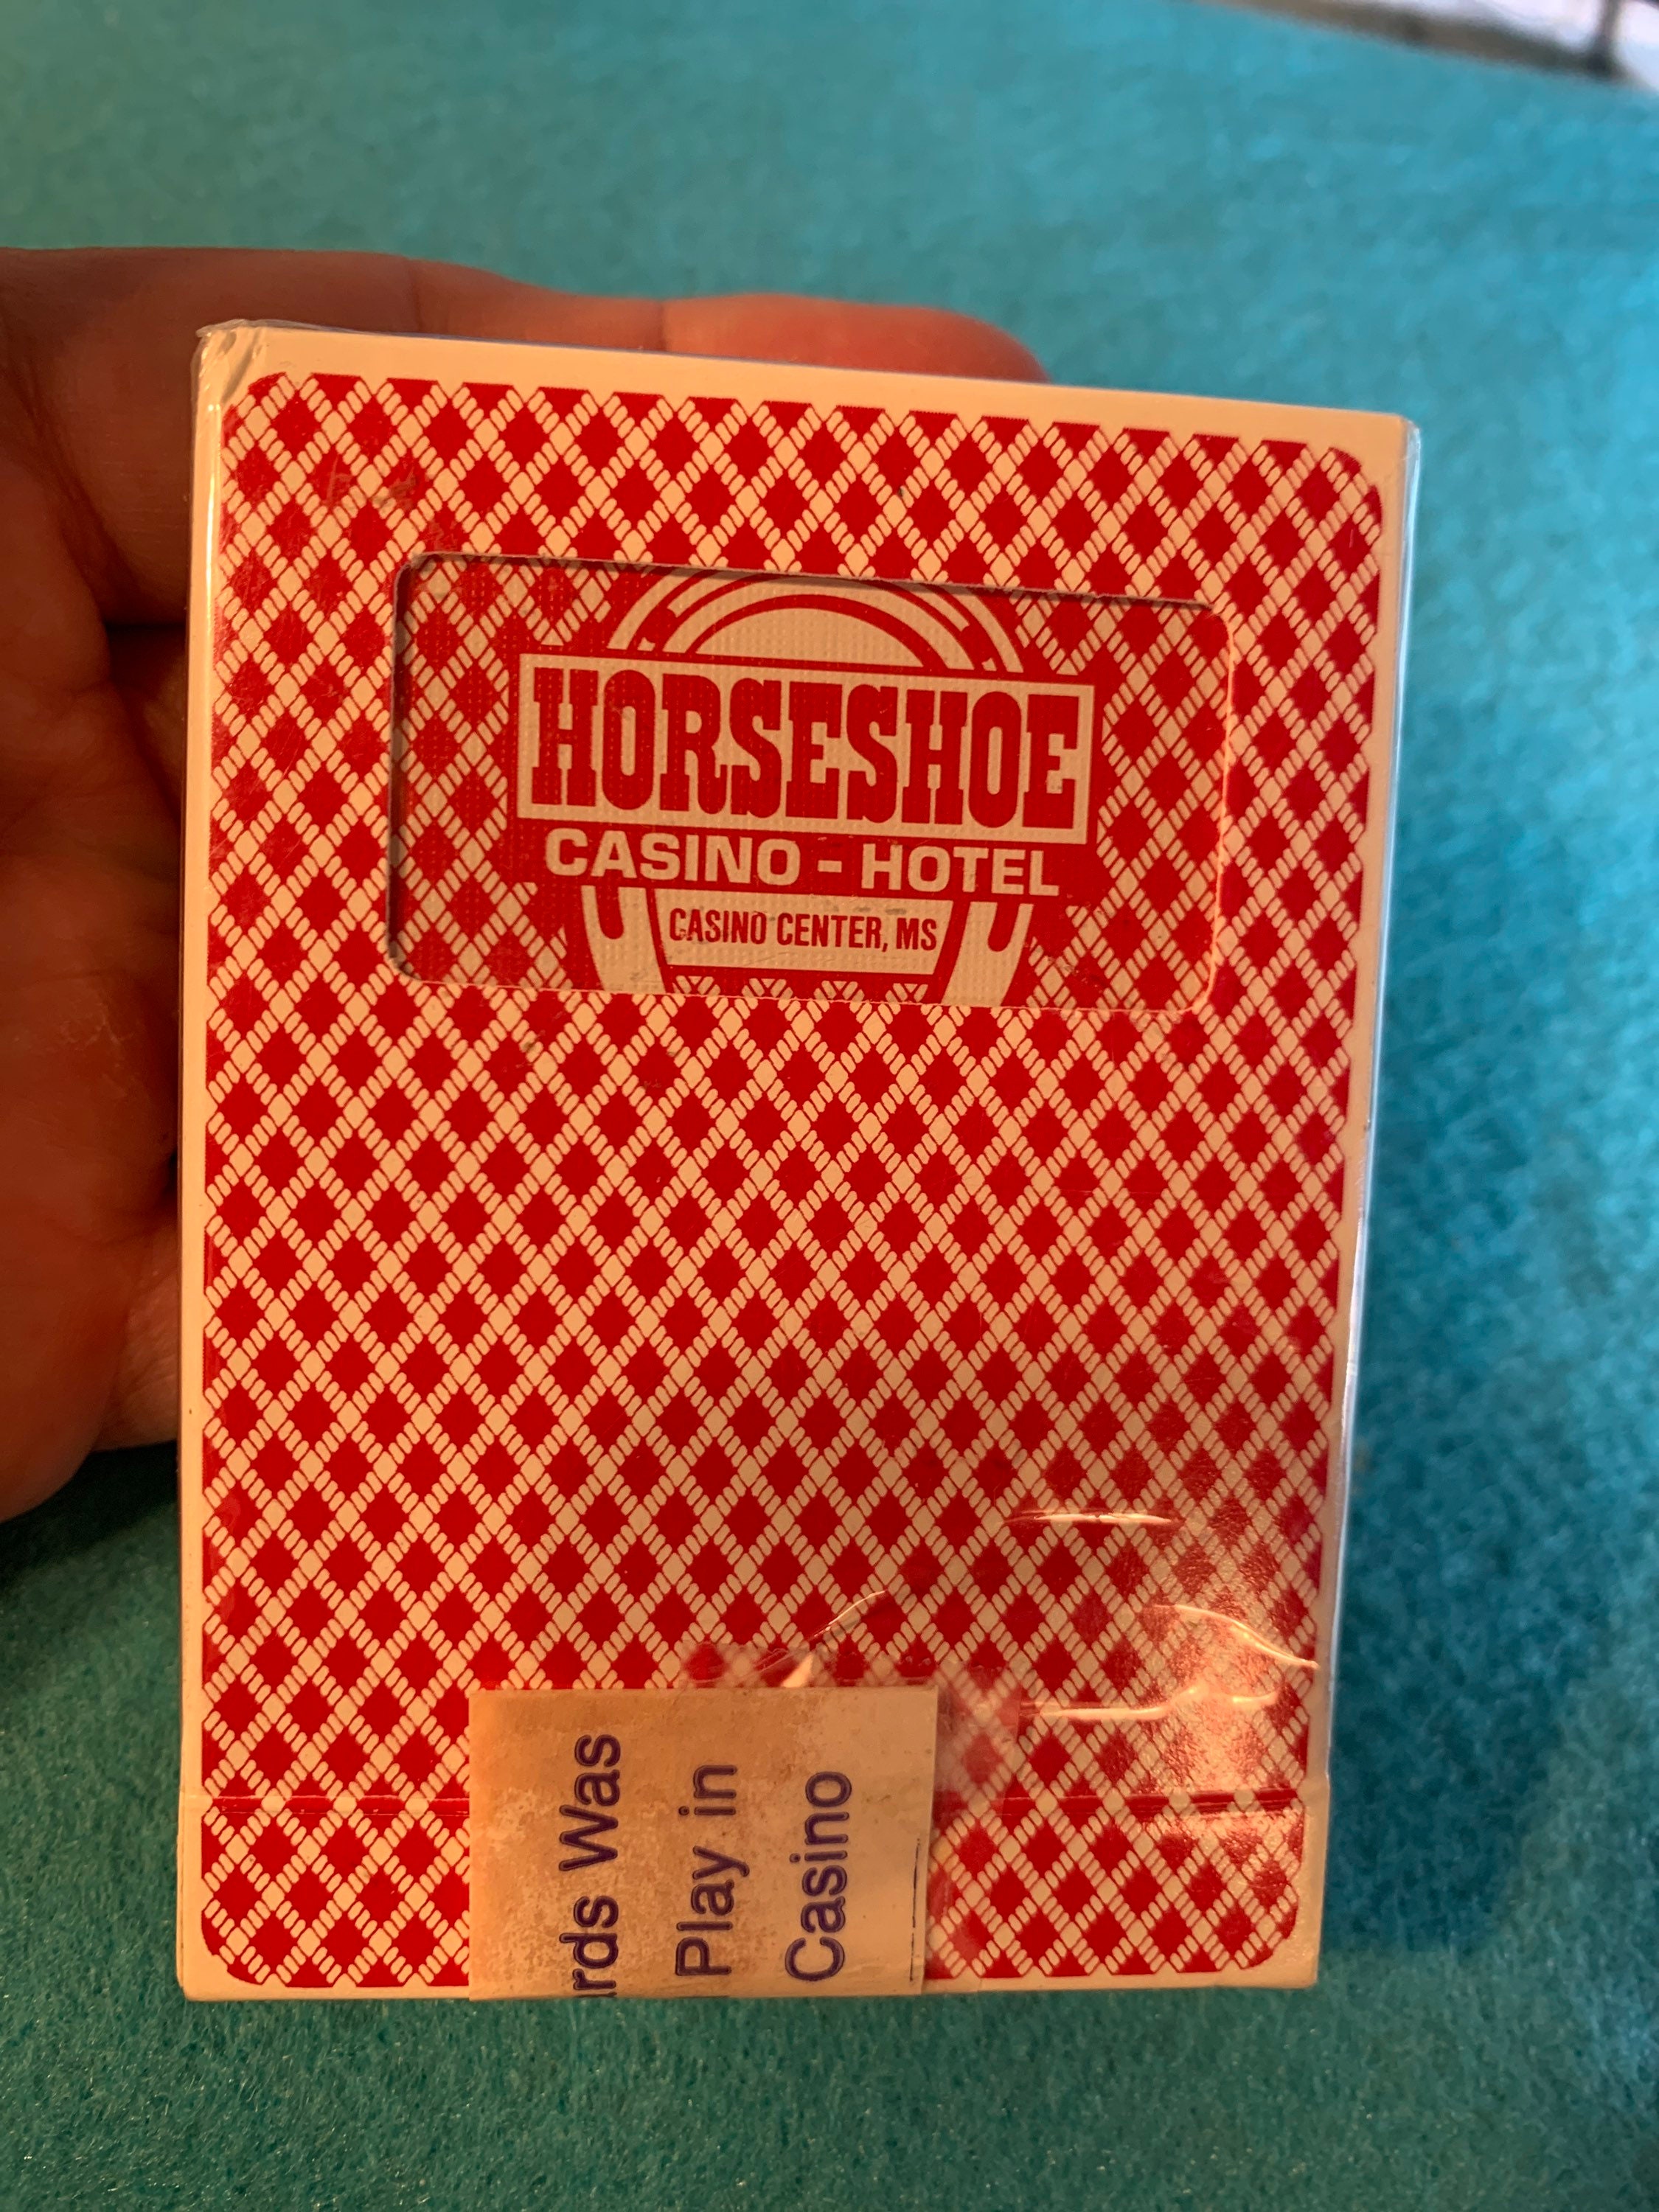 HORSESHOE
CASINO - HOTEL
CASINO CENTER, MS
rds Was
Play in
Casino